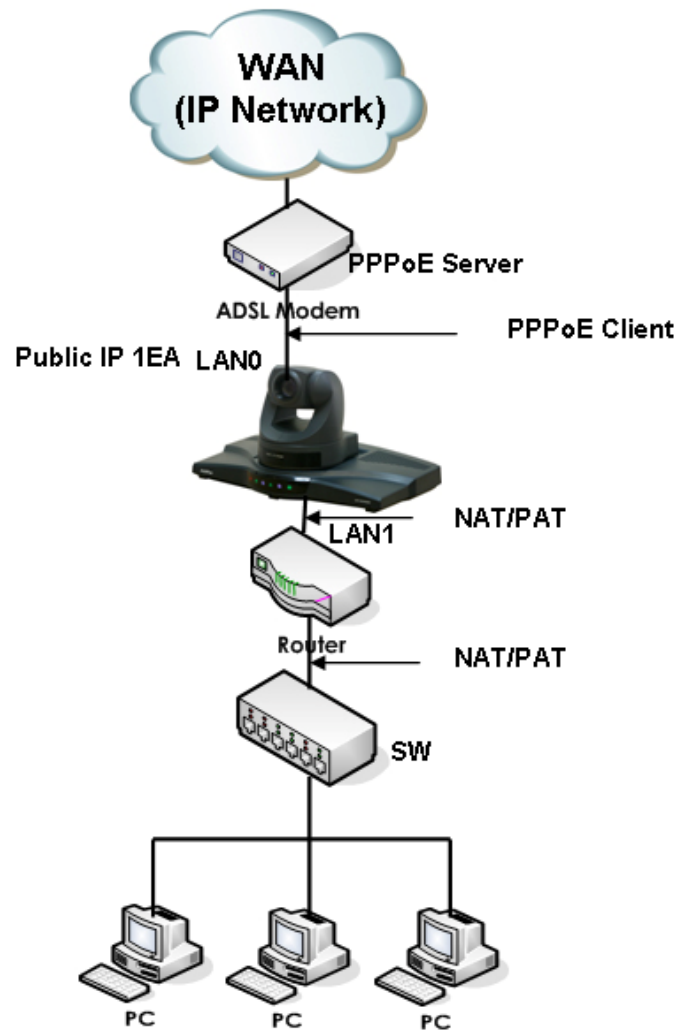 WAN
(IP Network)
PPPoE Server
ADSL Modem
PPPoE Client
Public IP 1EA LAN0
NAT/PAT
LAN1
Router
NAT/PAT
SW
PC
PC
PC